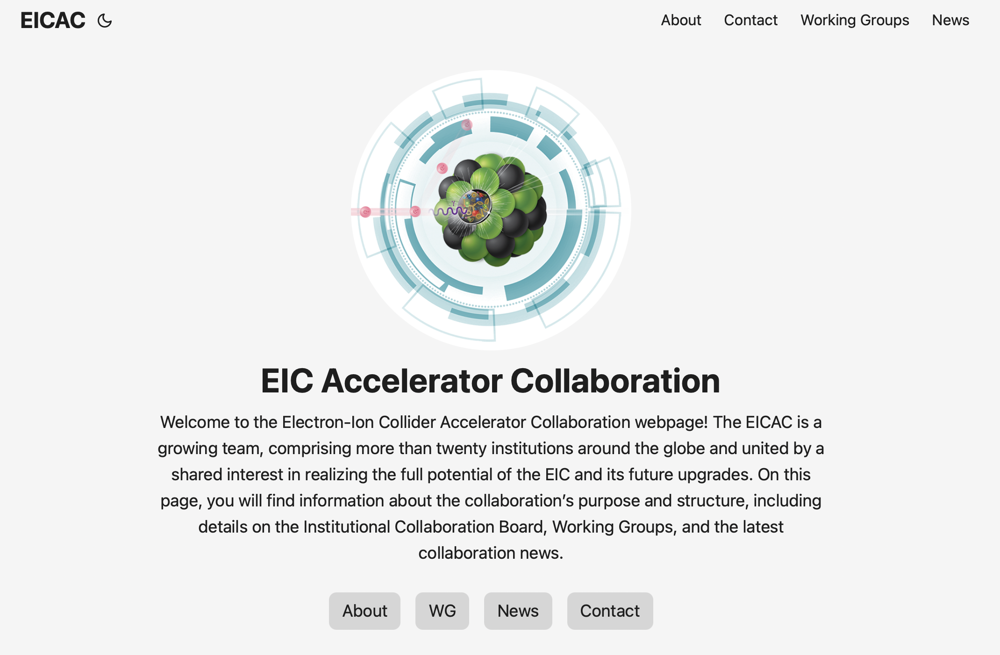 EICAC
About Contact Working Groups News
e-
e-
e-
e-
γ
EIC Accelerator Collaboration
Welcome to the Electron-Ion Collider Accelerator Collaboration webpage! The EICAC is a
growing team, comprising more than twenty institutions around the globe and united by a
shared interest in realizing the full potential of the EIC and its future upgrades. On this
page, you will find information about the collaboration’s purpose and structure, including
details on the Institutional Collaboration Board, Working Groups, and the latest
collaboration news.
About WG News Contact